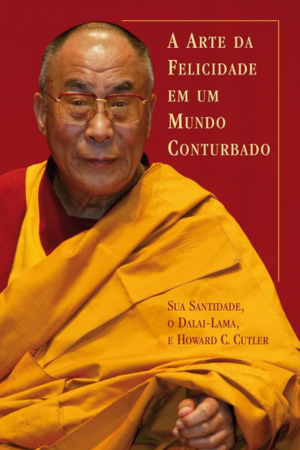 A Arte da
Felicidade
em um
Mundo
Conturbado
Sua Santidade,
o Dalai-Lama,
e Howard C. Cutler